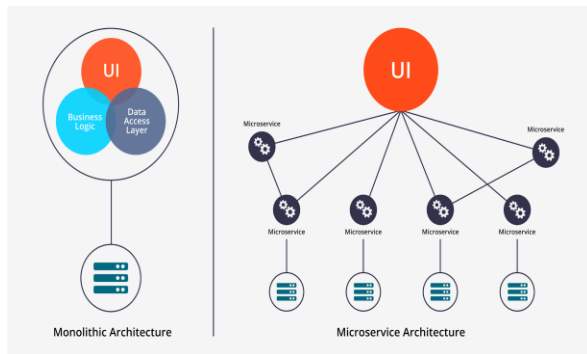 UI
Business
Logic
Data
Access
Layer
Monolithic Architecture
UI
Microservice
Microservice
Microservice
Microservice
Microservice
Microservice
Microservice Architecture